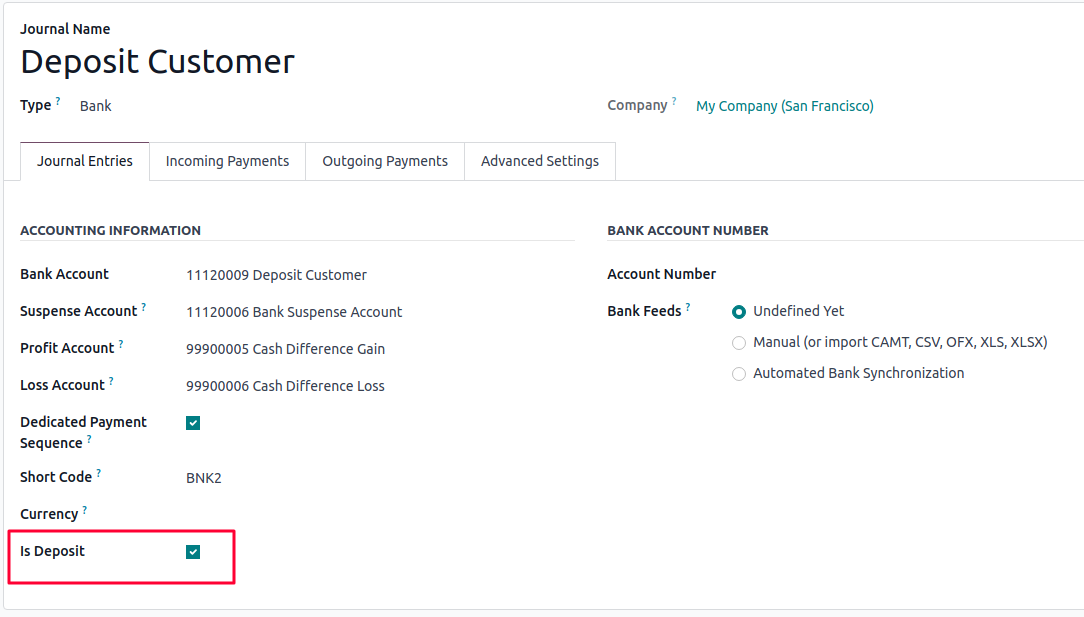 Journal Name
Deposit Customer
Type ? Bank
Company ? My Company (San Francisco)
Journal Entries
Incoming Payments
Outgoing Payments
Advanced Settings
ACCOUNTING INFORMATION
Bank Account 11120009 Deposit Customer
Suspense Account ? 11120006 Bank Suspense Account
Profit Account ? 99900005 Cash Difference Gain
Loss Account ? 99900006 Cash Difference Loss
Dedicated Payment
Sequence ?
Short Code ? BNK2
Currency ?
Is Deposit
BANK ACCOUNT NUMBER
Account Number
Bank Feeds ? Undefined Yet
Manual (or import CAMT, CSV, OFX, XLS, XLSX)
Automated Bank Synchronization